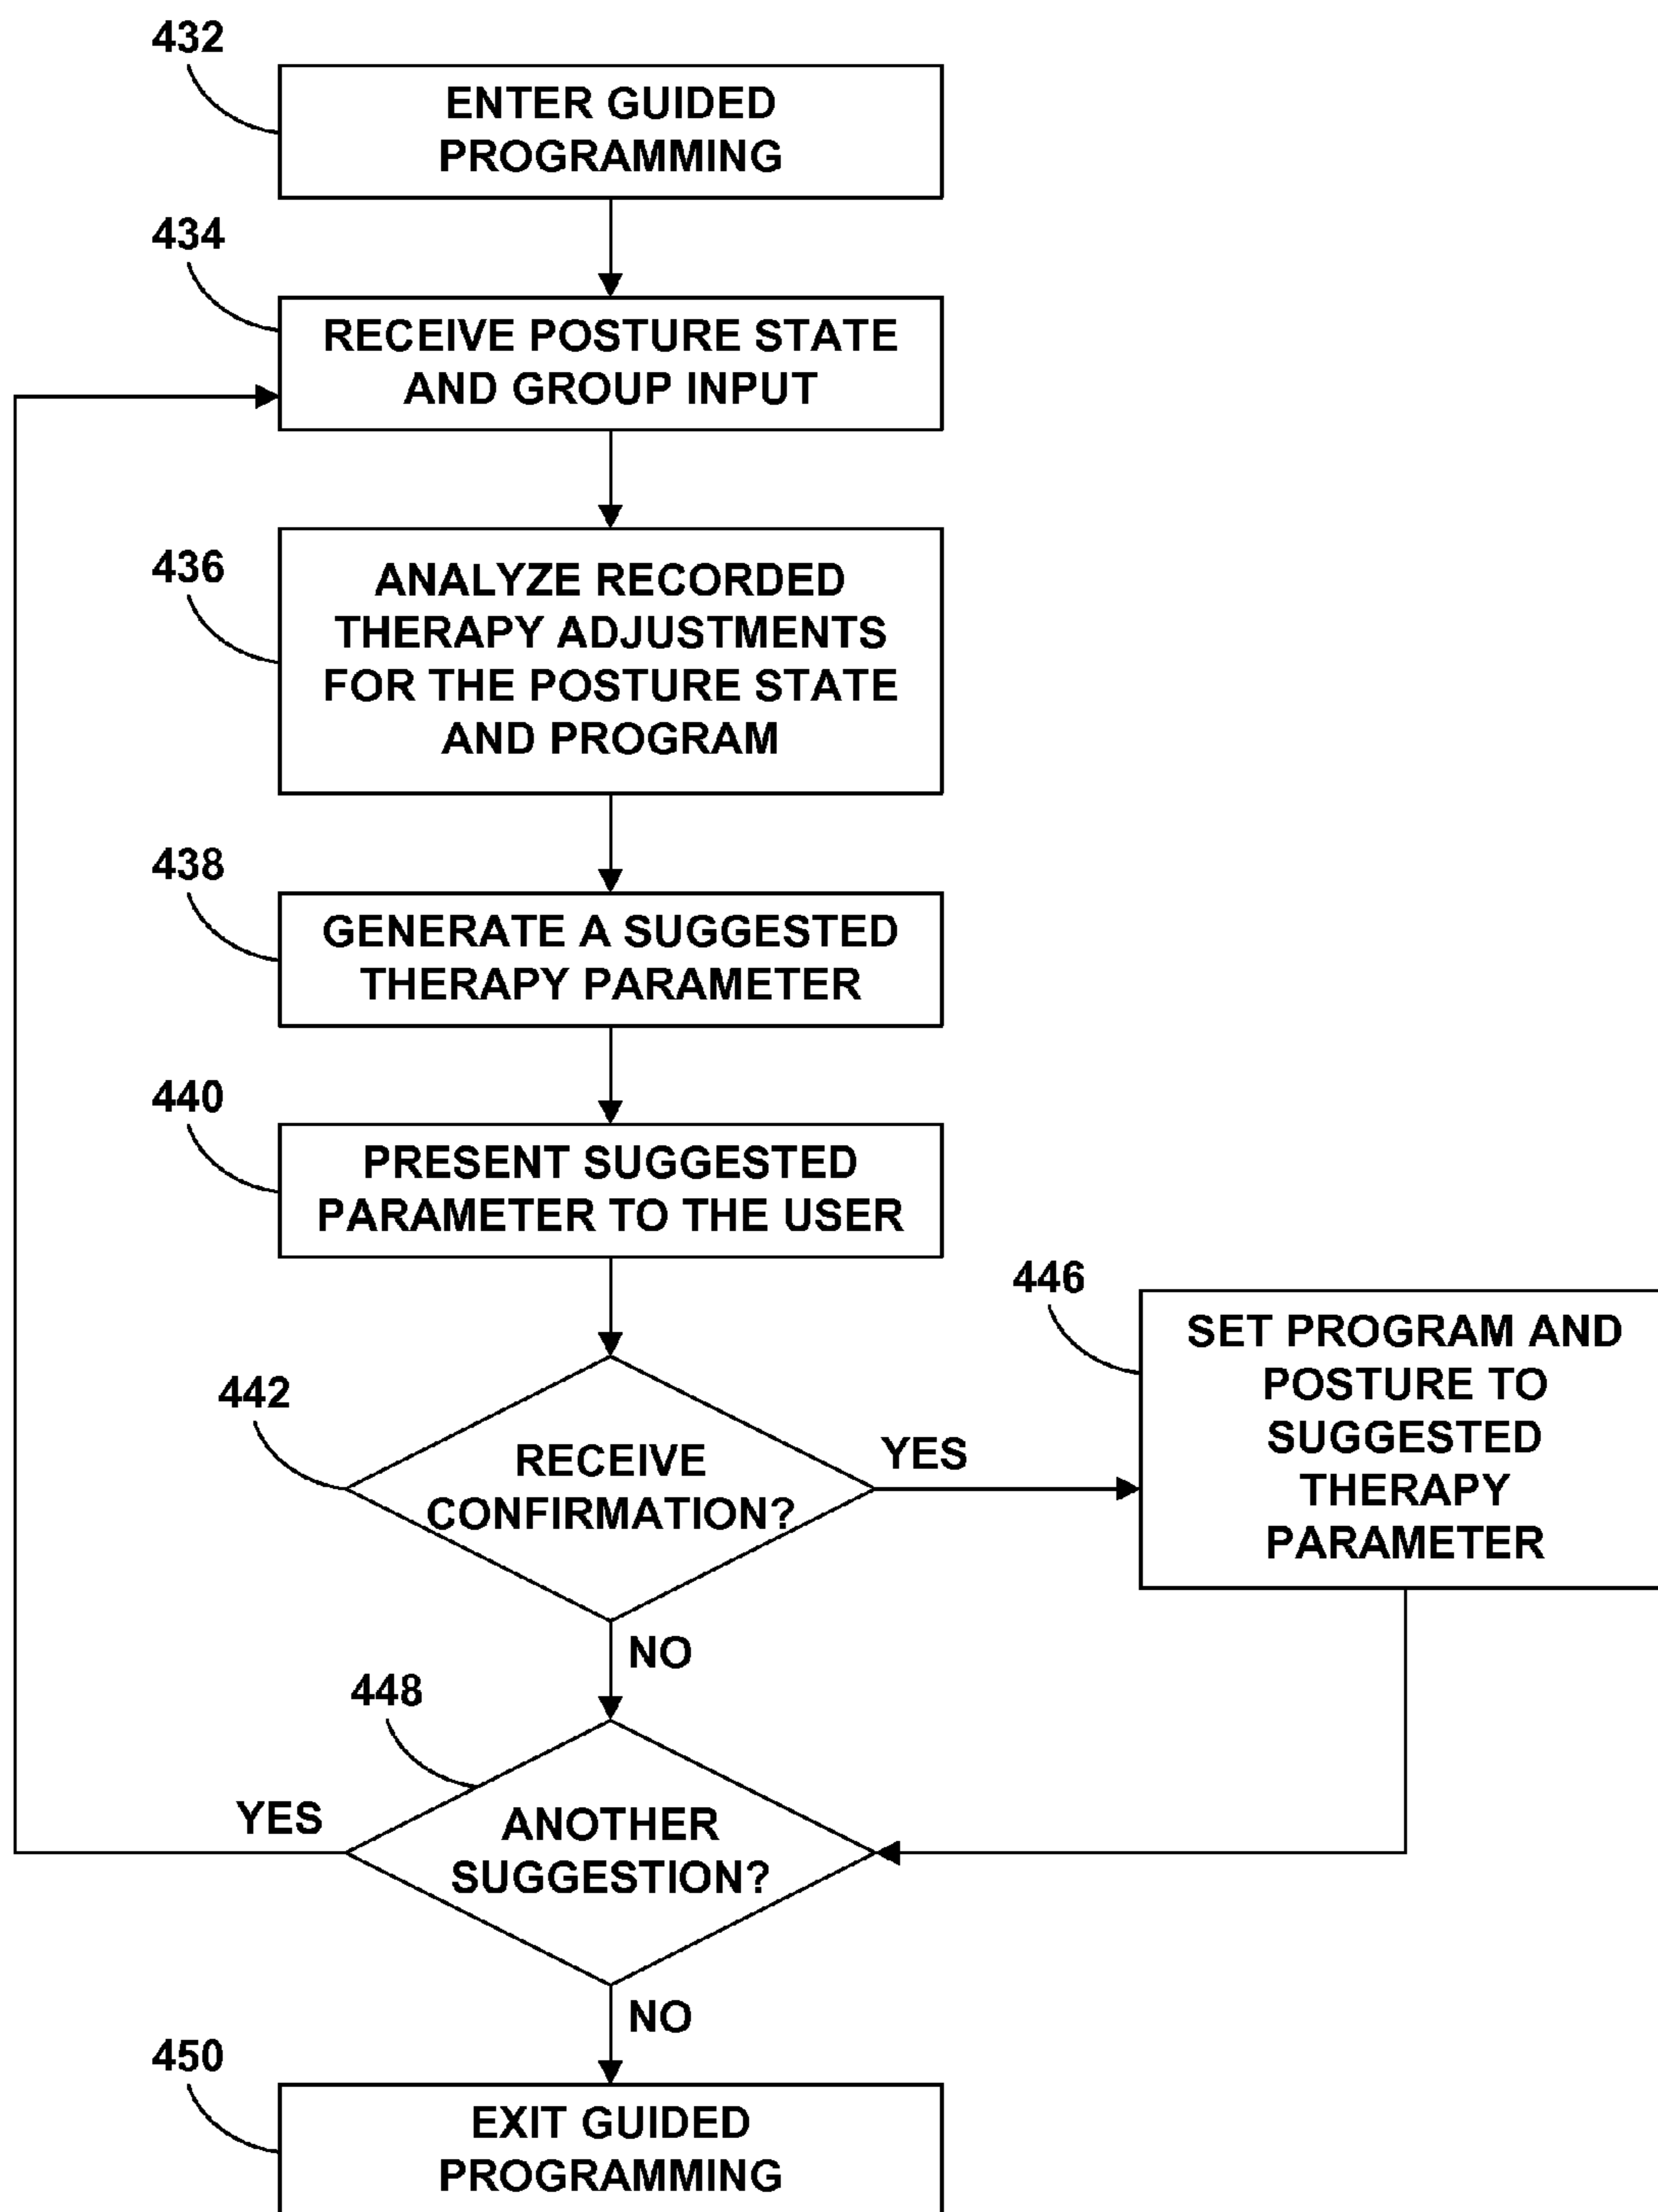 432
ENTER GUIDED
PROGRAMMING
434
RECEIVE POSTURE STATE
AND GROUP INPUT
436
ANALYZE RECORDED
THERAPY ADJUSTMENTS
FOR THE POSTURE STATE
AND PROGRAM
438
GENERATE A SUGGESTED
THERAPY PARAMETER
440
PRESENT SUGGESTED
PARAMETER TO THE USER
442
RECEIVE
CONFIRMATION?
YES
446
SET PROGRAM AND
POSTURE TO
SUGGESTED
THERAPY
PARAMETER
NO
448
ANOTHER
SUGGESTION?
YES
NO
450
EXIT GUIDED
PROGRAMMING